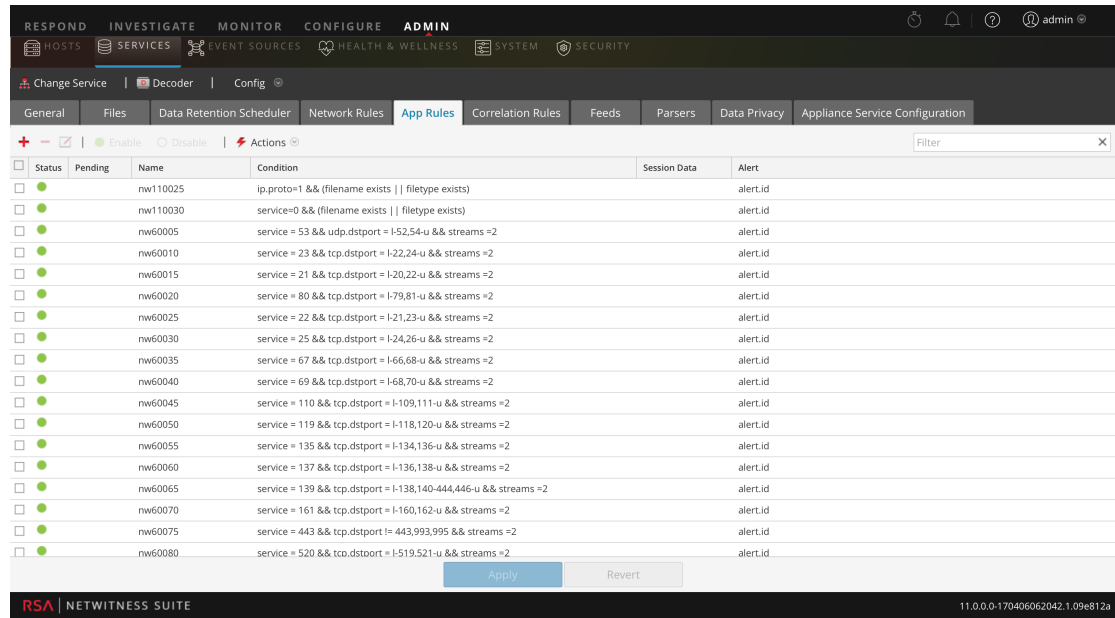 RESPOND INVESTIGATE MONITOR CONFIGURE ADMIN admin
HOSTS SERVICES EVENT SOURCES HEALTH & WELLNESS SYSTEM SECURITY
Change Service | Decoder | Config
General Files Data Retention Scheduler Network Rules App Rules Correlation Rules Feeds Parsers Data Privacy Appliance Service Configuration
Enable Disable | Actions Filter
Status Pending Name Condition Session Data Alert
nw110025 ip.proto=1 && (filename exists || filetype exists) alert.id
nw110030 service=0 && (filename exists || filetype exists) alert.id
nw60005 service = 53 && udp.dstport = l-52,54-u && streams =2 alert.id
nw60010 service = 23 && tcp.dstport = l-22,24-u && streams =2 alert.id
nw60015 service = 21 && tcp.dstport = l-20,22-u && streams =2 alert.id
nw60020 service = 80 && tcp.dstport = l-79,81-u && streams =2 alert.id
nw60025 service = 22 && tcp.dstport = l-21,23-u && streams =2 alert.id
nw60030 service = 25 && tcp.dstport = l-24,26-u && streams =2 alert.id
nw60035 service = 67 && tcp.dstport = l-66,68-u && streams =2 alert.id
nw60040 service = 69 && tcp.dstport = l-68,70-u && streams =2 alert.id
nw60045 service = 110 && tcp.dstport = l-109,111-u && streams =2 alert.id
nw60050 service = 119 && tcp.dstport = l-118,120-u && streams =2 alert.id
nw60055 service = 135 && tcp.dstport = l-134,136-u && streams =2 alert.id
nw60060 service = 137 && tcp.dstport = l-136,138-u && streams =2 alert.id
nw60065 service = 139 && tcp.dstport = l-138,140-444,446-u && streams =2 alert.id
nw60070 service = 161 && tcp.dstport = l-160,162-u && streams =2 alert.id
nw60075 service = 443 && tcp.dstport != 443,993,995 && streams =2 alert.id
nw60080 service = 520 && tcp.dstport = l-519,521-u && streams =2 alert.id
Apply Revert
RSA | NETWITNESS SUITE 11.0.0.0-170406062042.1.09e812a